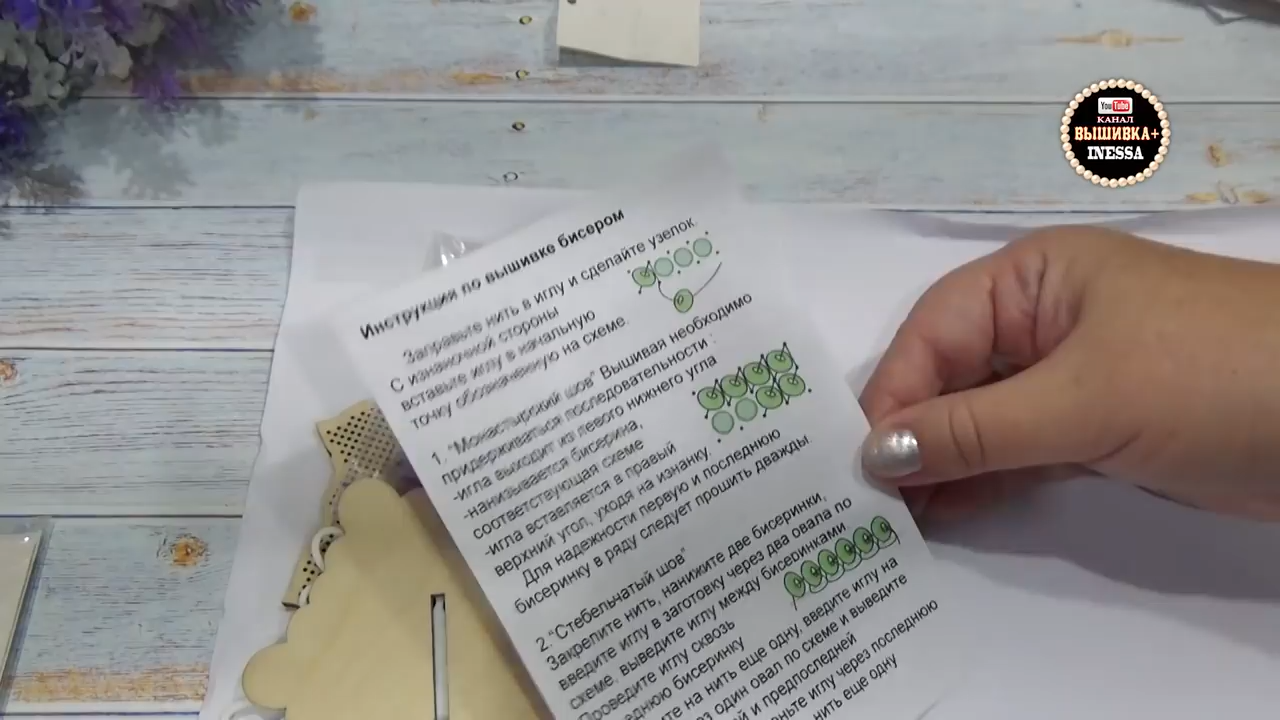 You Tube
КАНАЛ
ВЫШИВКА+
INESSA
Инструкция по вышивке бисером
Заправьте нить в иглу и сделайте узелок.
С изнаночной стороны
вставьте иглу в начальную
точку обозначенную на схеме.
1. "Монастырский шов" Вышивая необходимо
придерживаться последовательности :
-игла выходит из левого нижнего угла
-нанизывается бисерина,
соответствующая схеме
-игла вставляется в правый
верхний угол, уходя на изнанку.
Для надежности первую и последнюю
бисеринку в ряду следует прошить дважды.
2."Стебельчатый шов"
Закрепите нить, нанижите две бисеринки,
введите иглу в заготовку через два овала по
схеме, выведите иглу между бисеринками
Проведите иглу сквозь
бисеринку
на нить еще одну, введите иглу на
один овал по схеме и выведите
й и предпоследней
иглу через последнюю
нить еще одну